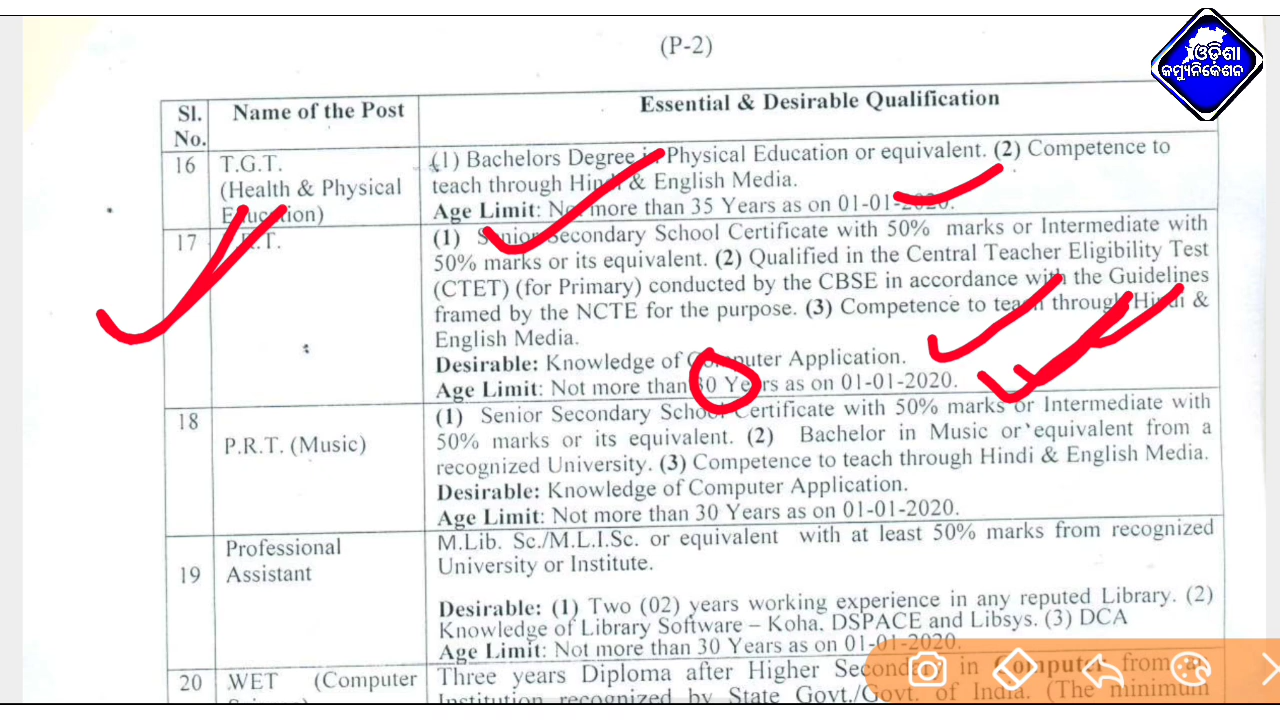 (P-2)
ଓଡ଼ିଶା
କମ୍ୟୁନିକେଶନ
Sl. No.
Name of the Post
Essential & Desirable Qualification
16
T.G.T.
(Health & Physical
Education)
(1) Bachelors Degree in Physical Education or equivalent. (2) Competence to
teach through Hindi & English Media.
Age Limit: Not more than 35 Years as on 01-01-2020.
17
(1) Senior Secondary School Certificate with 50% marks or Intermediate with
50% marks or its equivalent. (2) Qualified in the Central Teacher Eligibility Test
(CTET) (for Primary) conducted by the CBSE in accordance with the Guidelines
framed by the NCTE for the purpose. (3) Competence to teach through Hindi &
English Media.
Desirable: Knowledge of Computer Application.
Age Limit: Not more than 30 Years as on 01-01-2020.
18
P.R.T. (Music)
(1) Senior Secondary School Certificate with 50% marks or Intermediate with
50% marks or its equivalent. (2) Bachelor in Music or equivalent from a
recognized University. (3) Competence to teach through Hindi & English Media.
Desirable: Knowledge of Computer Application.
Age Limit: Not more than 30 Years as on 01-01-2020.
19
Professional
Assistant
M.Lib. Sc./M.L.I.Sc. or equivalent with at least 50% marks from recognized
University or Institute.
Desirable: (1) Two (02) years working experience in any reputed Library. (2)
Knowledge of Library Software – Koha. DSPACE and Libsys. (3) DCA
Age Limit: Not more than 30 Years as on 01-01-2020.
20
WET (Computer
Three years Diploma after Higher Secondary in Computer from
Institution recognized by State Govt./Govt. of India. (The minimum